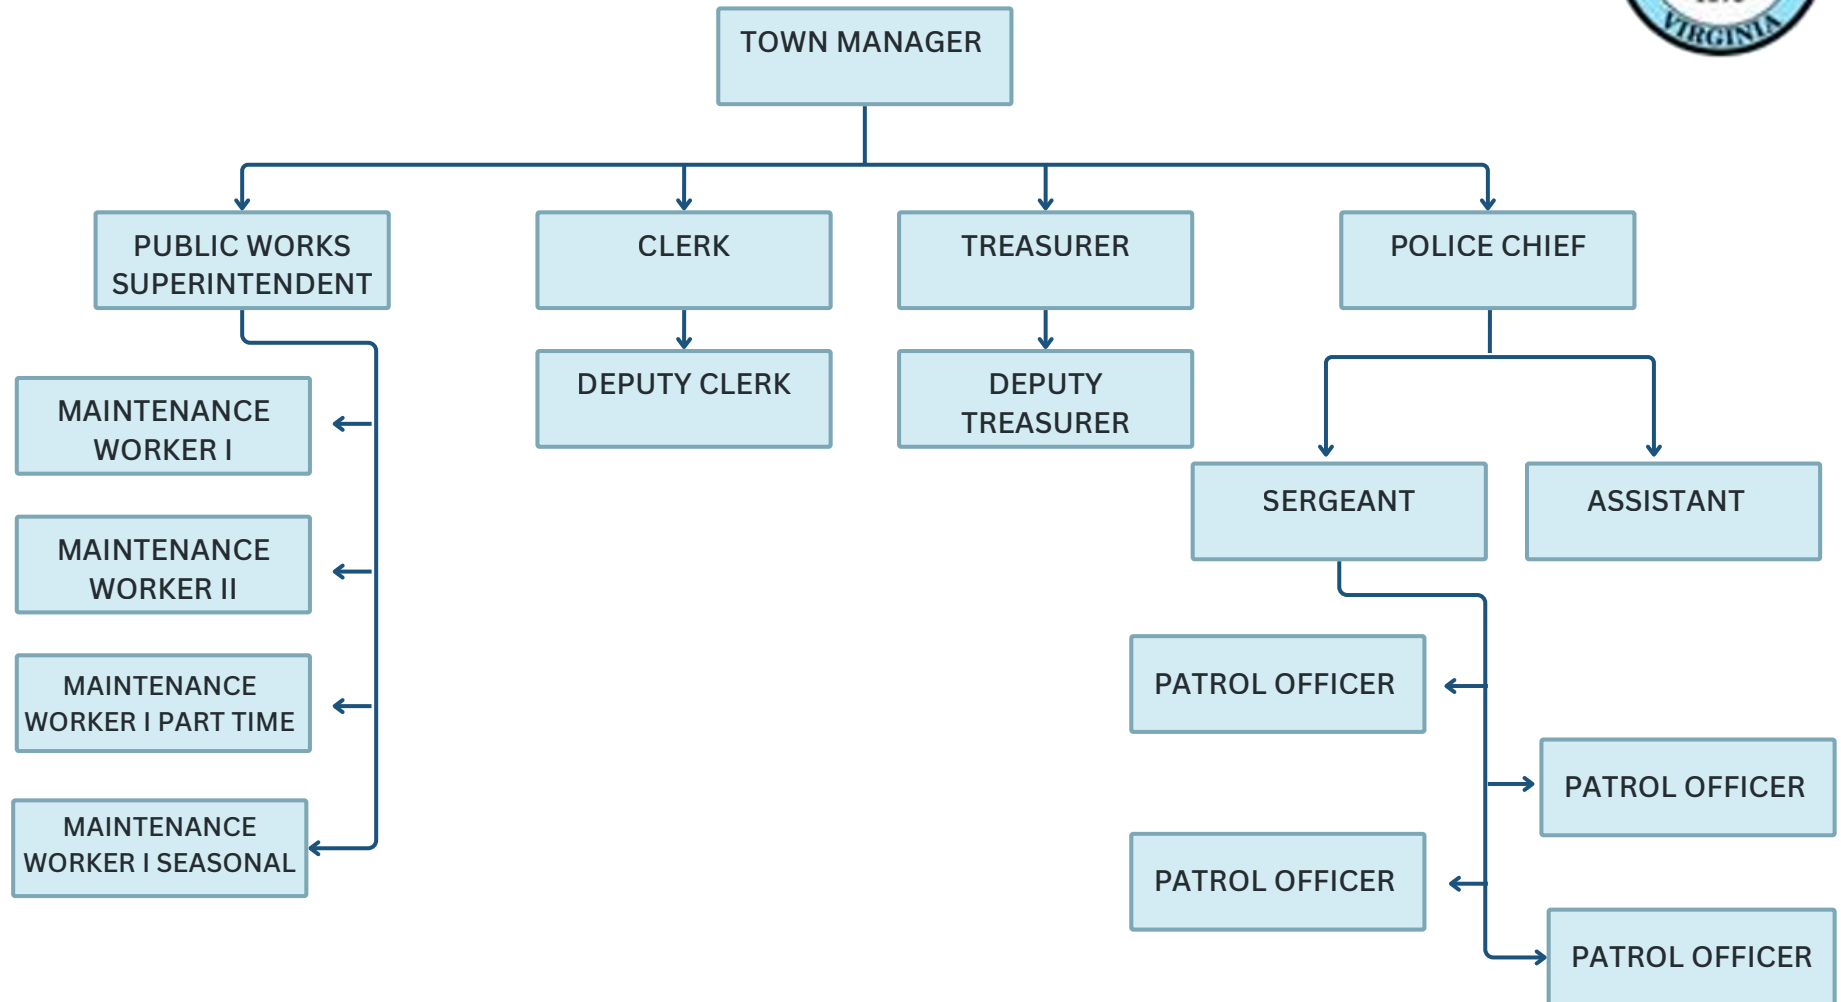 VIRGINIA
TOWN MANAGER
PUBLIC WORKS
SUPERINTENDENT
CLERK
TREASURER
POLICE CHIEF
DEPUTY CLERK
DEPUTY
TREASURER
MAINTENANCE
WORKER I
SERGEANT
ASSISTANT
MAINTENANCE
WORKER II
MAINTENANCE
WORKER I PART TIME
PATROL OFFICER
PATROL OFFICER
MAINTENANCE
WORKER I SEASONAL
PATROL OFFICER
PATROL OFFICER